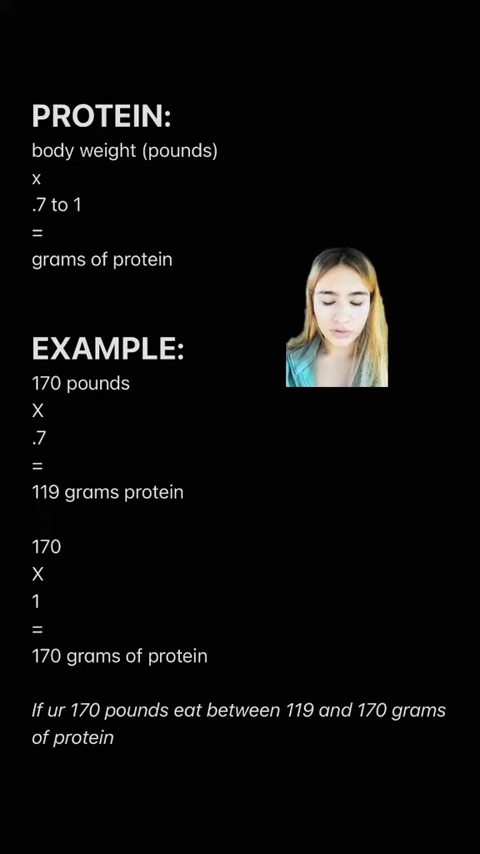 PROTEIN:
body weight (pounds)
x
.7 to 1
=
grams of protein
EXAMPLE:
170 pounds
X
.7
=
119 grams protein
170
X
1
=
170 grams of protein
If ur 170 pounds eat between 119 and 170 grams
of protein